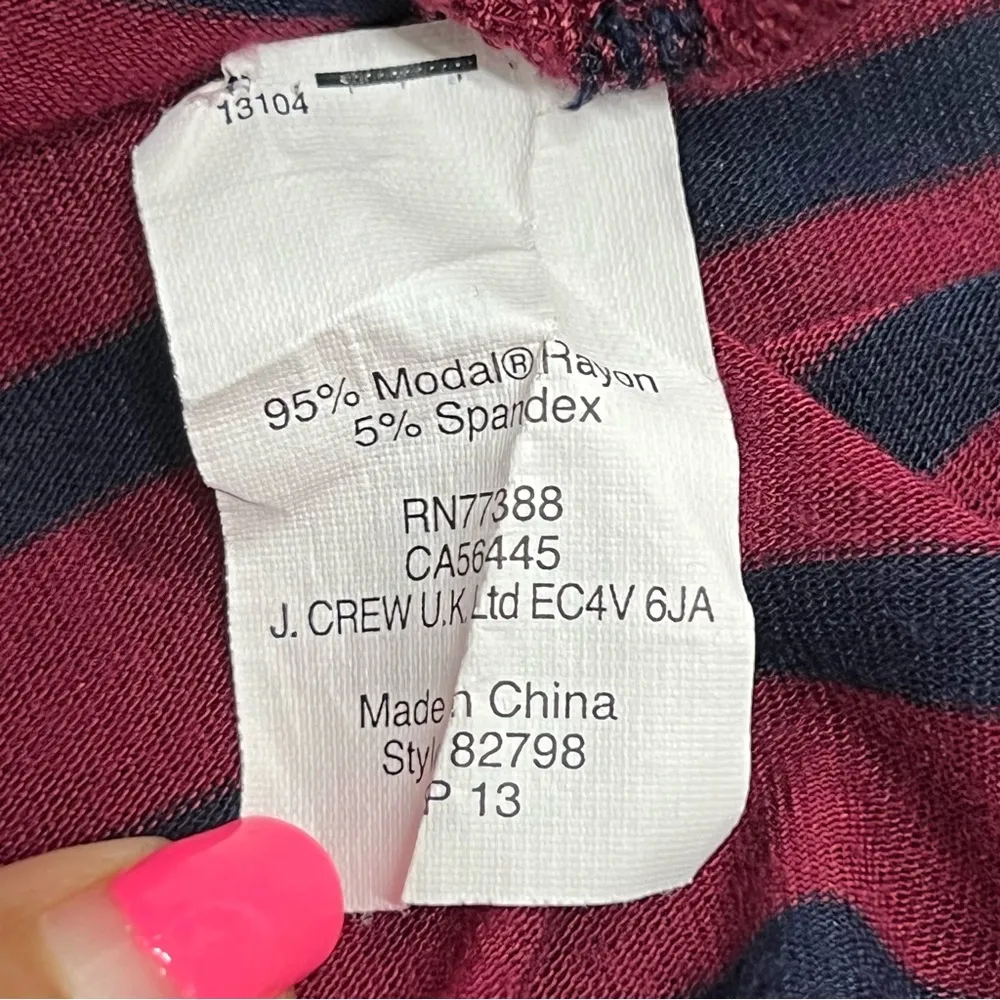 13104
95% Modal® Rayon
5% Spandex
RN77388
CA56445
J. CREW U.K Ltd EC4V 6JA
Made n China
Styl 82798
P 13